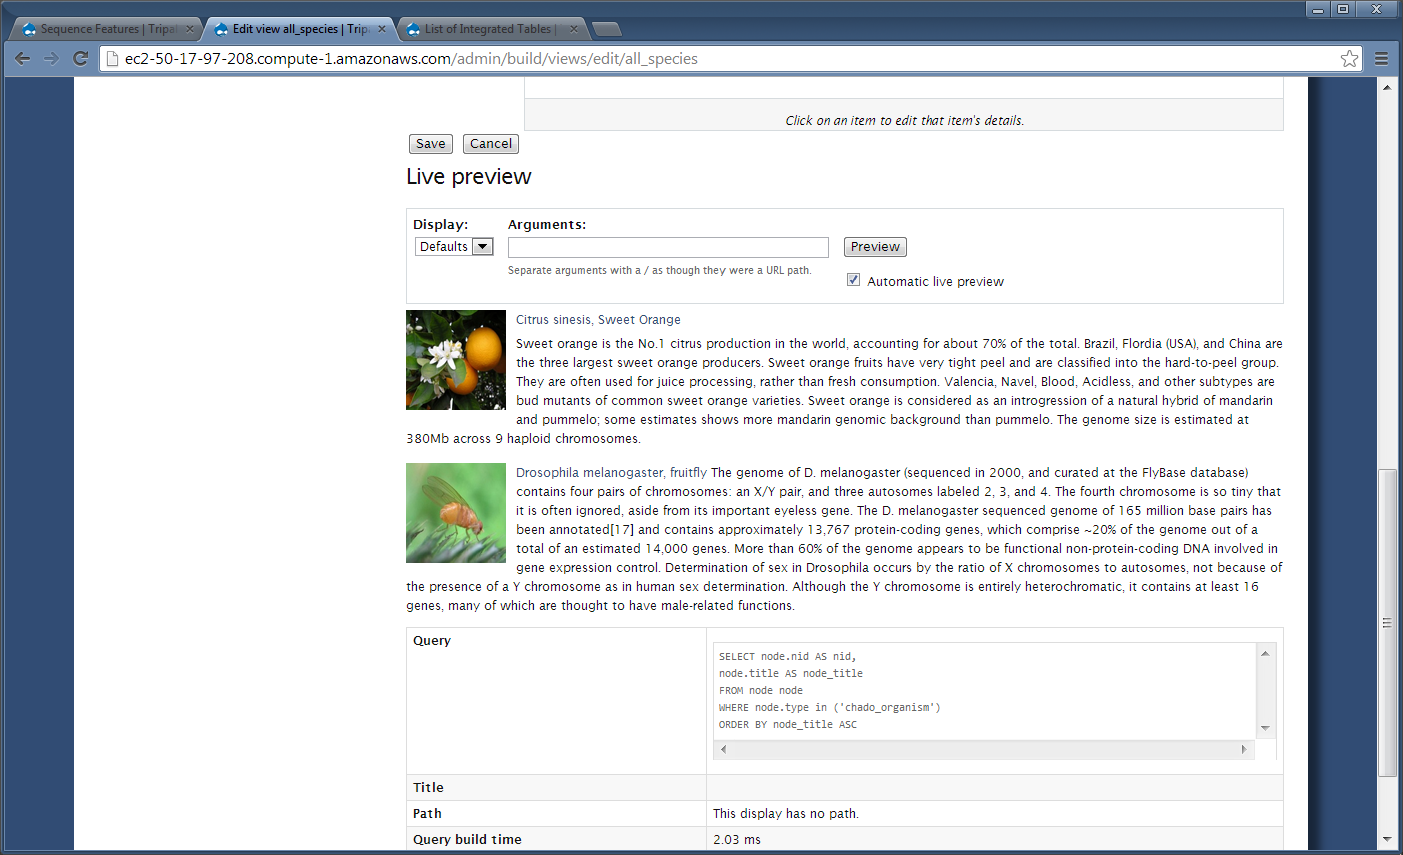 Sequence Features | Tripal
Edit view all_species | Trip
List of Integrated Tables |
ec2-50-17-97-208.compute-1.amazonaws.com/admin/build/views/edit/all_species
Click on an item to edit that item's details.
Save Cancel
Live preview
Display: Arguments:
Defaults Preview
Separate arguments with a / as though they were a URL path.
Automatic live preview
Citrus sinesis, Sweet Orange
Sweet orange is the No.1 citrus production in the world, accounting for about 70% of the total. Brazil, Flordia (USA), and China are
the three largest sweet orange producers. Sweet orange fruits have very tight peel and are classified into the hard-to-peel group.
They are often used for juice processing, rather than fresh consumption. Valencia, Navel, Blood, Acidless, and other subtypes are
bud mutants of common sweet orange varieties. Sweet orange is considered as an introgression of a natural hybrid of mandarin
and pummelo; some estimates shows more mandarin genomic background than pummelo. The genome size is estimated at
380Mb across 9 haploid chromosomes.
Drosophila melanogaster, fruitfly The genome of D. melanogaster (sequenced in 2000, and curated at the FlyBase database)
contains four pairs of chromosomes: an X/Y pair, and three autosomes labeled 2, 3, and 4. The fourth chromosome is so tiny that
it is often ignored, aside from its important eyeless gene. The D. melanogaster sequenced genome of 165 million base pairs has
been annotated[17] and contains approximately 13,767 protein-coding genes, which comprise ~20% of the genome out of a
total of an estimated 14,000 genes. More than 60% of the genome appears to be functional non-protein-coding DNA involved in
gene expression control. Determination of sex in Drosophila occurs by the ratio of X chromosomes to autosomes, not because of
the presence of a Y chromosome as in human sex determination. Although the Y chromosome is entirely heterochromatic, it contains at least 16
genes, many of which are thought to have male-related functions.
Query
SELECT node.nid AS nid,
node.title AS node_title
FROM node node
WHERE node.type in ('chado_organism')
ORDER BY node_title ASC
Title
Path This display has no path.
Query build time 2.03 ms